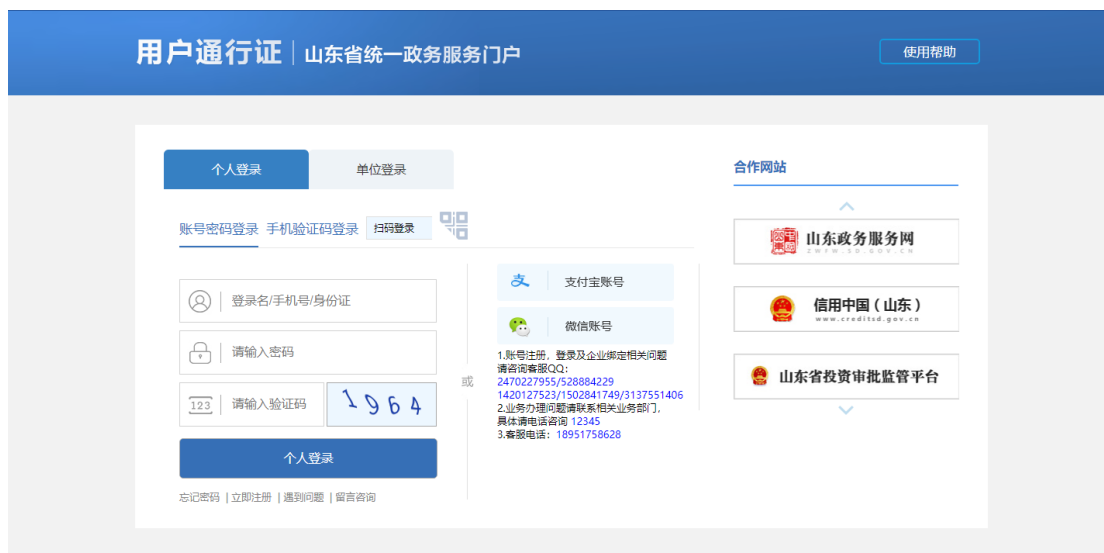 用户通行证 | 山东省统一政务服务门户
使用帮助
个人登录
单位登录
账号密码登录
手机验证码登录
扫码登录
登录名/手机号/身份证
请输入密码
123
请输入验证码
1964
个人登录
忘记密码 | 立即注册 | 遇到问题 | 留言咨询
或
支
支付宝账号
微信账号
1.账号注册，登录及企业绑定相关问题
请咨询客服QQ：
2470227955/528884229
1420127523/1502841749/3137551406
2.业务办理问题请联系相关业务部门，
具体请电话咨询 12345
3.客服电话：18951758628
合作网站
山东政务服务网
ZWFW.SD.GOV.CN
信用中国（山东）
www.creditsd.gov.cn
山东省投资审批监管平台